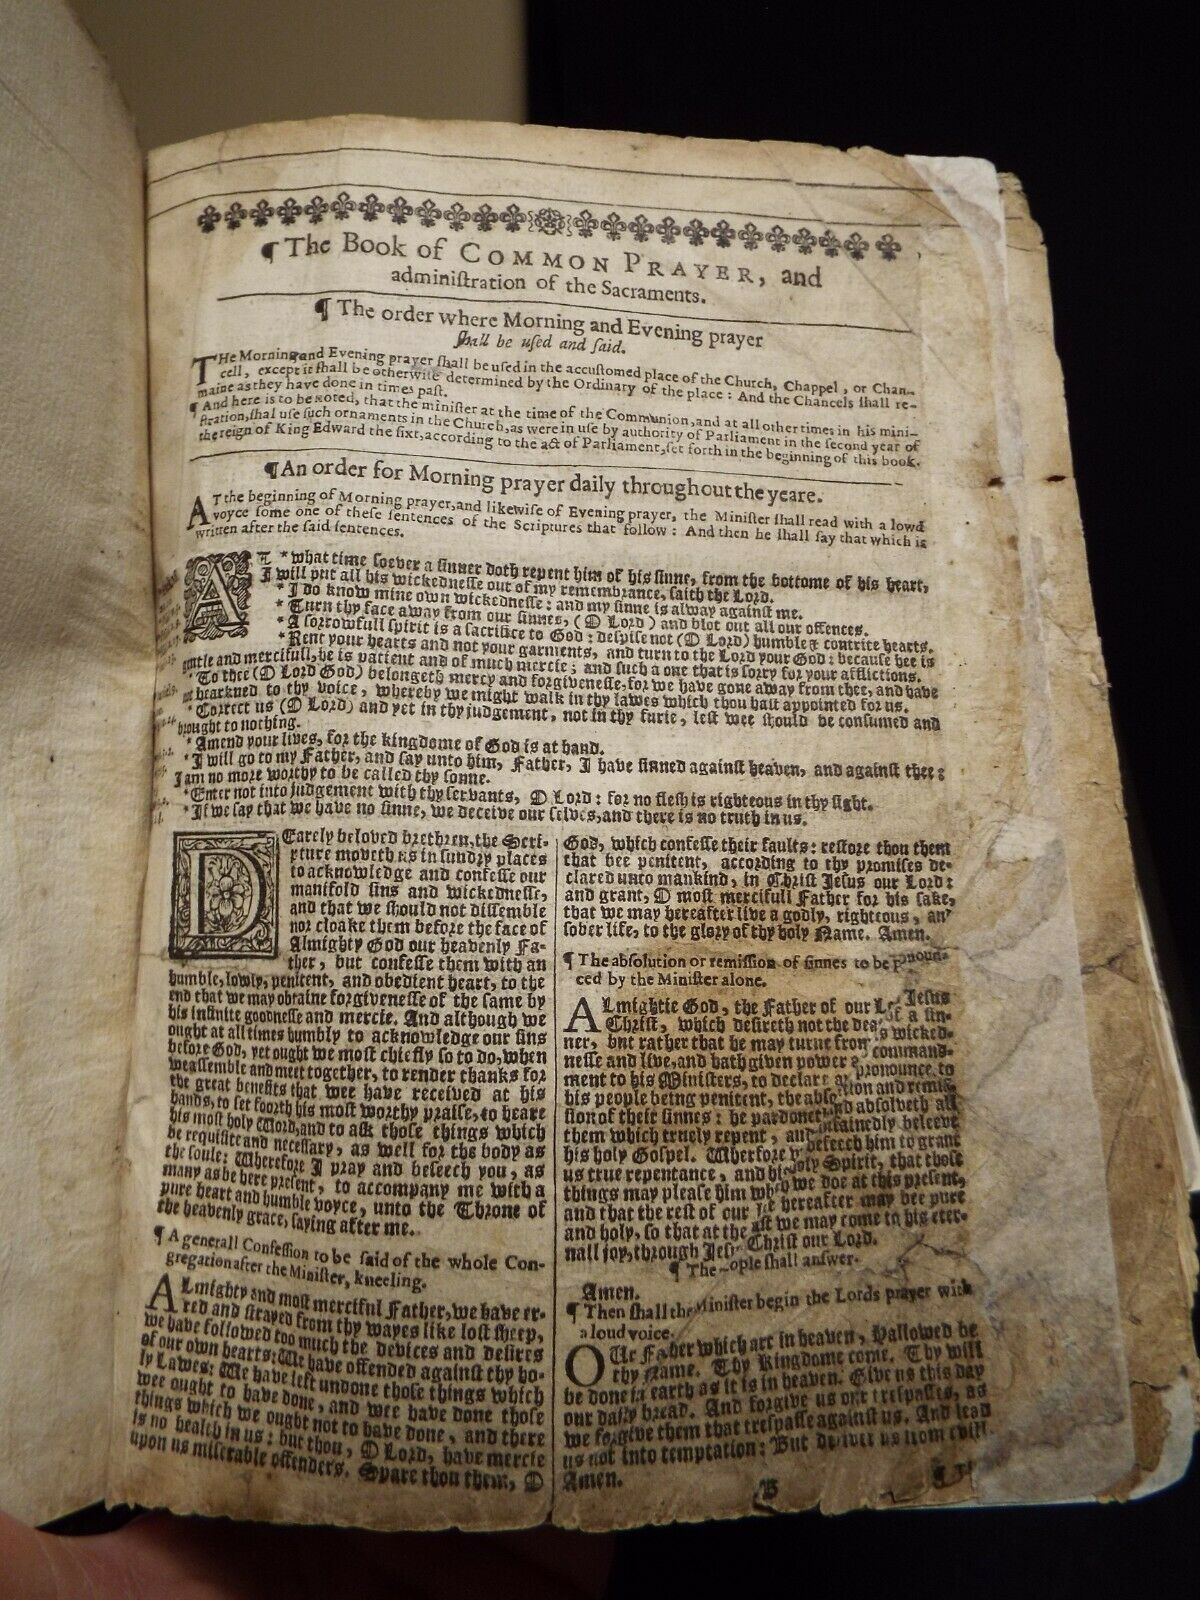 ¶ The Book of COMMON PRAYER, and
adminiſtration of the Sacraments.
¶ The order where Morning and Evening prayer
ſhall be uſed and ſaid.
THe Morning and Evening prayer ſhall be uſed in the accuſtomed place of the Church, Chappel, or Chan-
cell, except it ſhall be otherwiſe determined by the Ordinary of the place: And the Chancels ſhall re-
maine as they have done in times paſt.
¶ And here is to be noted, that the miniſter at the time of the Communion, and at all other times in his mini-
ſtration, ſhal uſe ſuch ornaments in the Church, as were in uſe by authority of Parliament in the ſecond year of
the reign of King Edward the ſixt, according to the act of Parliament, ſet forth in the beginning of this book.
¶ An order for Morning prayer daily throughout the yeare.
AT the beginning of Morning prayer, and likewiſe of Evening prayer, the Miniſter ſhall read with a lowd
voyce ſome one of theſe ſentences of the Scriptures that follow: And then he ſhall ſay that which is
written after the ſaid ſentences.
AT * what time ſoever a ſinner doth repent him of his ſinne, from the bottome of his heart,
I will put all his wickedneſſe out of my remembrance, ſaith the Lord.
* I do know mine own wickedneſſe: and my ſinne is alway againſt me.
* Turn thy face away from our ſinnes, (O Lord) and blot out all our offences.
* A ſorrowfull ſpirit is a ſacrifice to God: deſpiſe not (O Lord) humble & contrite hearts.
* Rent your hearts and not your garments, and turn to the Lord your God: becauſe hee is
gentle and mercifull, he is patient and of much mercie; and ſuch a one that is ſorry for your afflictions.
* To thee (O Lord God) belongeth mercy and forgiveneſſe, for we have gone away from thee, and have
not hearkned to thy voice, whereby we might walk in thy lawes which thou haſt appointed for us.
* Correct us (O Lord) and yet in thy judgement, not in thy furie, leſt wee ſhould be conſumed and
brought to nothing.
* Amend your lives, for the kingdome of God is at hand.
* I will go to my Father, and ſay unto him, Father, I have ſinned againſt heaven, and againſt thee:
I am no more worthy to be called thy ſonne.
* Enter not into judgement with thy ſervants, O Lord: for no fleſh is righteous in thy ſight.
* If we ſay that we have no ſinne, we deceive our ſelves, and there is no truth in us.
DEarely beloved brethren, the Scri-
pture moveth us in ſundry places
to acknowledge and confeſſe our
manifold ſins and wickedneſſe,
and that we ſhould not diſſemble
nor cloake them before the face of
Almighty God our heavenly Fa-
ther, but confeſſe them with an
humble, lowly, penitent, and obedient heart, to the
end that we may obtaine forgiveneſſe of the ſame by
his infinite goodneſſe and mercie. And although we
ought at all times humbly to acknowledge our ſins
before God, yet ought we moſt chiefly ſo to do, when
we aſſemble and meet together, to render thanks for
the great benefits that wee have received at his
hands, to ſet foorth his moſt worthy praiſe, to heare
his moſt holy Word, and to aſk thoſe things which
be requiſite and neceſſary, as well for the body as
the ſoule: Wherefore I pray and beſeech you, as
many as be here preſent, to accompany me with a
pure heart and humble voyce, unto the Throne of
the heavenly grace, ſaying after me.
¶ A generall Confeſſion to be ſaid of the whole Con-
gregation after the Miniſter, kneeling.
ALmighty and moſt merciful Father, we have er-
red and ſtrayed from thy wayes like loſt ſheep,
we have followed too much the devices and deſires
of our own hearts: We have offended againſt thy ho-
ly Lawes: We have left undone thoſe things which
wee ought to have done, and wee have done thoſe
things which we ought not to have done, and there
is no health in us: but thou, O Lord, have mercie
upon us miſerable offenders. Spare thou them, O
God, which confeſſe their faults: reſtore thou them
that bee penitent, according to thy promiſes de-
clared unto mankind, in Chriſt Jeſus our Lord:
and grant, O moſt mercifull Father for his ſake,
that we may hereafter live a godly, righteous, an
ſober life, to the glory of thy holy Name. Amen.
¶ The abſolution or remiſſion of ſinnes to be pronoun-
ced by the Miniſter alone.
ALmightie God, the Father of our Jeſus
Chriſt, which deſireth not the of a ſin-
ner, but rather that he may turne from wicked-
neſſe and live, and hath given power command-
ment to his Miniſters, to declare pronounce to
his people being penitent, the and remiſ-
ſion of their ſinnes: he abſolveth all
them which truely repent, and beleeve
his holy Goſpel. Wherfore beſeech him to grant
us true repentance, and Spirit, that thoſe
things may pleaſe him we doe at this preſent,
and that the reſt of our hereafter may bee pure
and holy, ſo that at the we may come to his eter-
nall joy, through Chriſt our Lord.
¶ The ſhall anſwer.
Amen.
¶ Then ſhall the Miniſter begin the Lords prayer with
a loud voice.
OUr Father which art in heaven, Hallowed be
thy Name. Thy Kingdome come. Thy will
be done in earth as it is in heaven. Give us this day
our daily bread. And forgive us our treſpaſſes, as
we forgive them that treſpaſſe againſt us. And lead
us not into temptation: But deliver us from evill.
Amen.
B